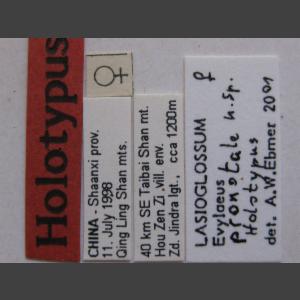 Holotypus
♀
CHINA - Shaanxi prov.
11. July 1998
Qing Ling Shan mts.
40 km SE Taibai Shan mt.
Hou Zen Zi ,vill. env.
Zd. Jindra lgt., cca 1200m
LASIOGLOSSUM ♀
Evylaeus
pronotale n.sp.
Holotypus
det. A.W.Ebmer 2001